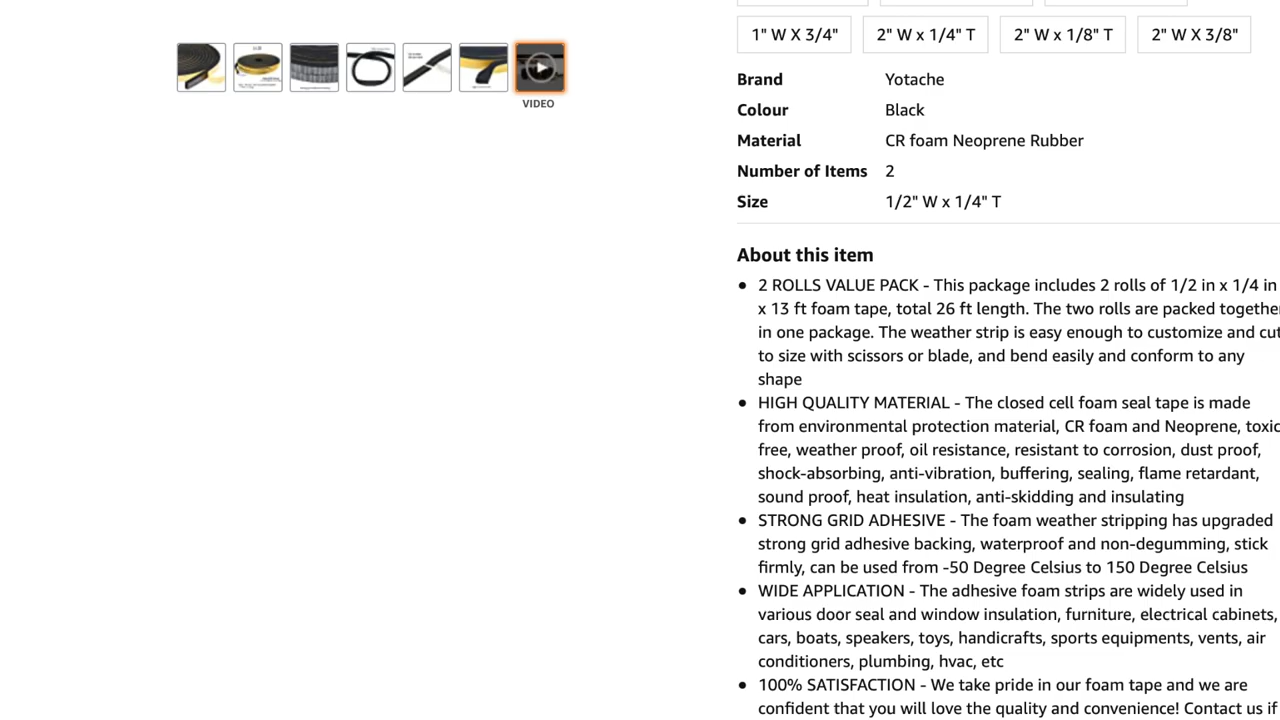 1" W X 3/4"
2" W x 1/4" T
2" W x 1/8" T
2" W X 3/8"
VIDEO
Brand Yotache
Colour Black
Material CR foam Neoprene Rubber
Number of Items 2
Size 1/2" W x 1/4" T
About this item
● 2 ROLLS VALUE PACK - This package includes 2 rolls of 1/2 in x 1/4 in
x 13 ft foam tape, total 26 ft length. The two rolls are packed together
in one package. The weather strip is easy enough to customize and cut
to size with scissors or blade, and bend easily and conform to any
shape
● HIGH QUALITY MATERIAL - The closed cell foam seal tape is made
from environmental protection material, CR foam and Neoprene, toxic
free, weather proof, oil resistance, resistant to corrosion, dust proof,
shock-absorbing, anti-vibration, buffering, sealing, flame retardant,
sound proof, heat insulation, anti-skidding and insulating
● STRONG GRID ADHESIVE - The foam weather stripping has upgraded
strong grid adhesive backing, waterproof and non-degumming, stick
firmly, can be used from -50 Degree Celsius to 150 Degree Celsius
● WIDE APPLICATION - The adhesive foam strips are widely used in
various door seal and window insulation, furniture, electrical cabinets,
cars, boats, speakers, toys, handicrafts, sports equipments, vents, air
conditioners, plumbing, hvac, etc
● 100% SATISFACTION - We take pride in our foam tape and we are
confident that you will love the quality and convenience! Contact us if